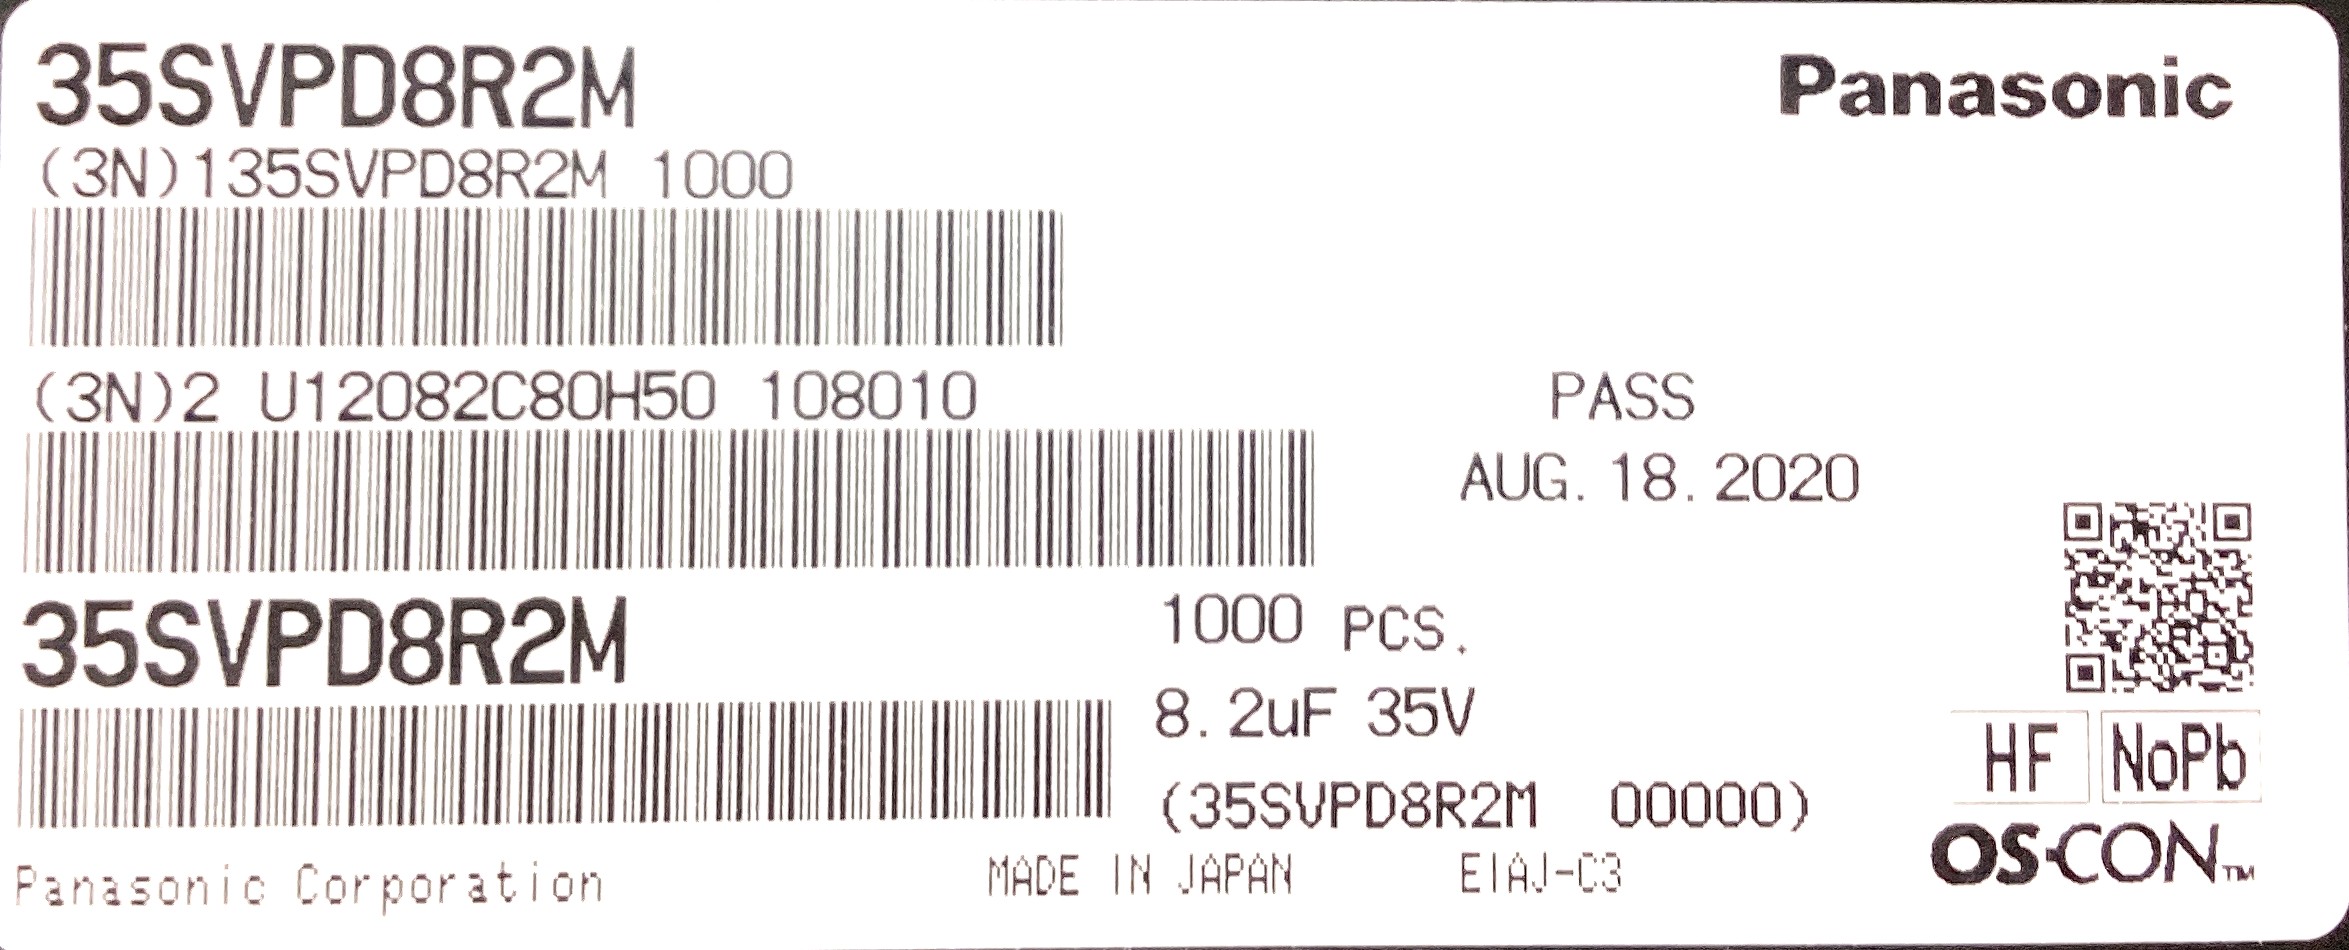 35SVPD8R2M
Panasonic
(3N)135SVPD8R2M 1000
(3N)2 U12082C80H50 108010
PASS
AUG.18.2020
35SVPD8R2M
1000 PCS.
8.2uF 35V
HF NoPb
(35SVPD8R2M 00000)
OS-CON™
Panasonic Corporation
MADE IN JAPAN
EIAJ-C3